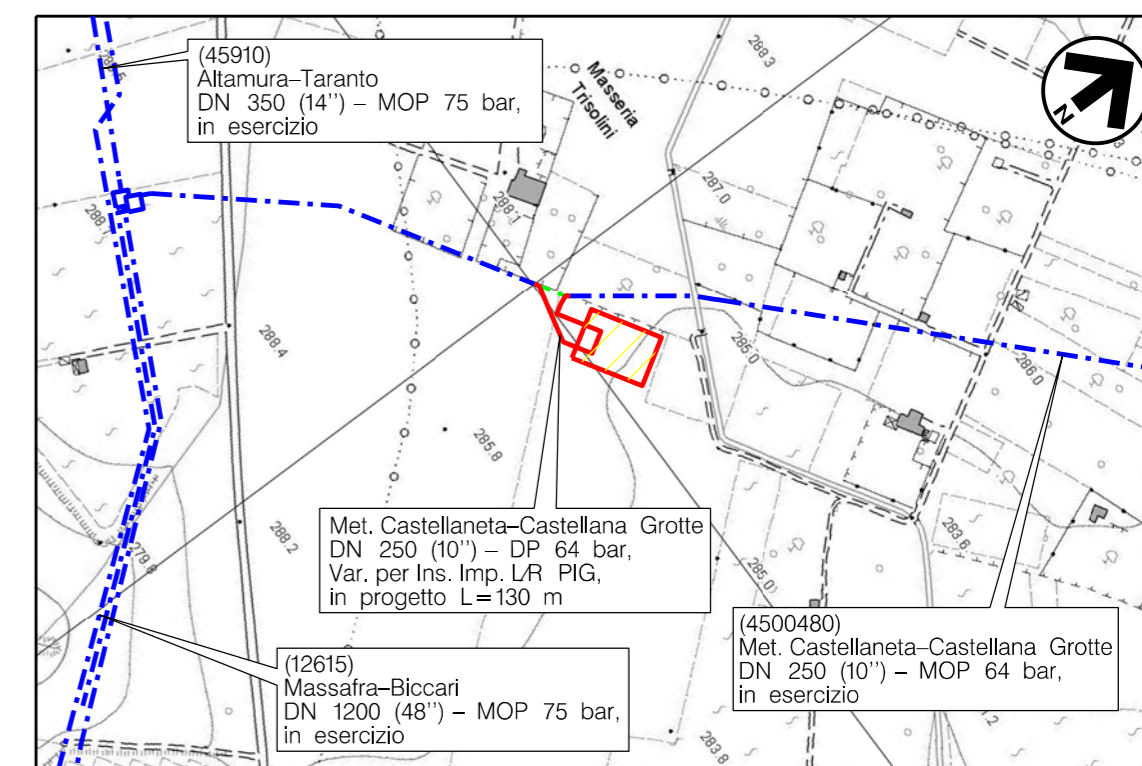 (45910)
Altamura–Taranto
DN 350 (14'') – MOP 75 bar,
in esercizio
Masseria
Trisolini
288.3
N
287.0
288.1
288.4
285.8
285.0
286.0
288.2
279.8
283.6
285.0
283.8
Met. Castellaneta–Castellana Grotte
DN 250 (10'') – DP 64 bar,
Var. per Ins. Imp. L/R PIG,
in progetto L=130 m
(4500480)
Met. Castellaneta–Castellana Grotte
DN 250 (10'') – MOP 64 bar,
in esercizio
(12615)
Massafra–Biccari
DN 1200 (48'') – MOP 75 bar,
in esercizio